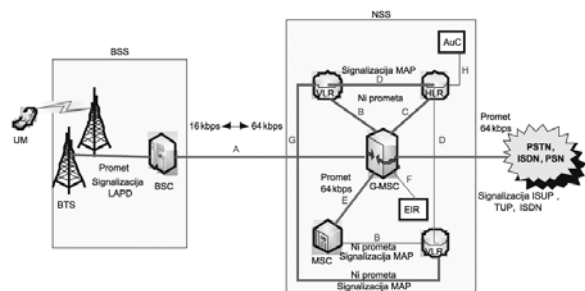 NSS
BSS
AuC
Signalizacija MAP
D
H
VLR
HLR
Ni prometa
16 kbps
64 kbps
UM
G
B
C
Promet
64 kbps
A
D
BSC
Promet
Signalizacija
LAPD
BTS
G-MSC
PSTN,
ISDN, PSN
Promet
64 kbps
E
F
EIR
Signalizacija ISUP,
TUP, ISDN
MSC
B
VLR
Ni prometa
Signalizacija MAP
Ni prometa
Signalizacija MAP